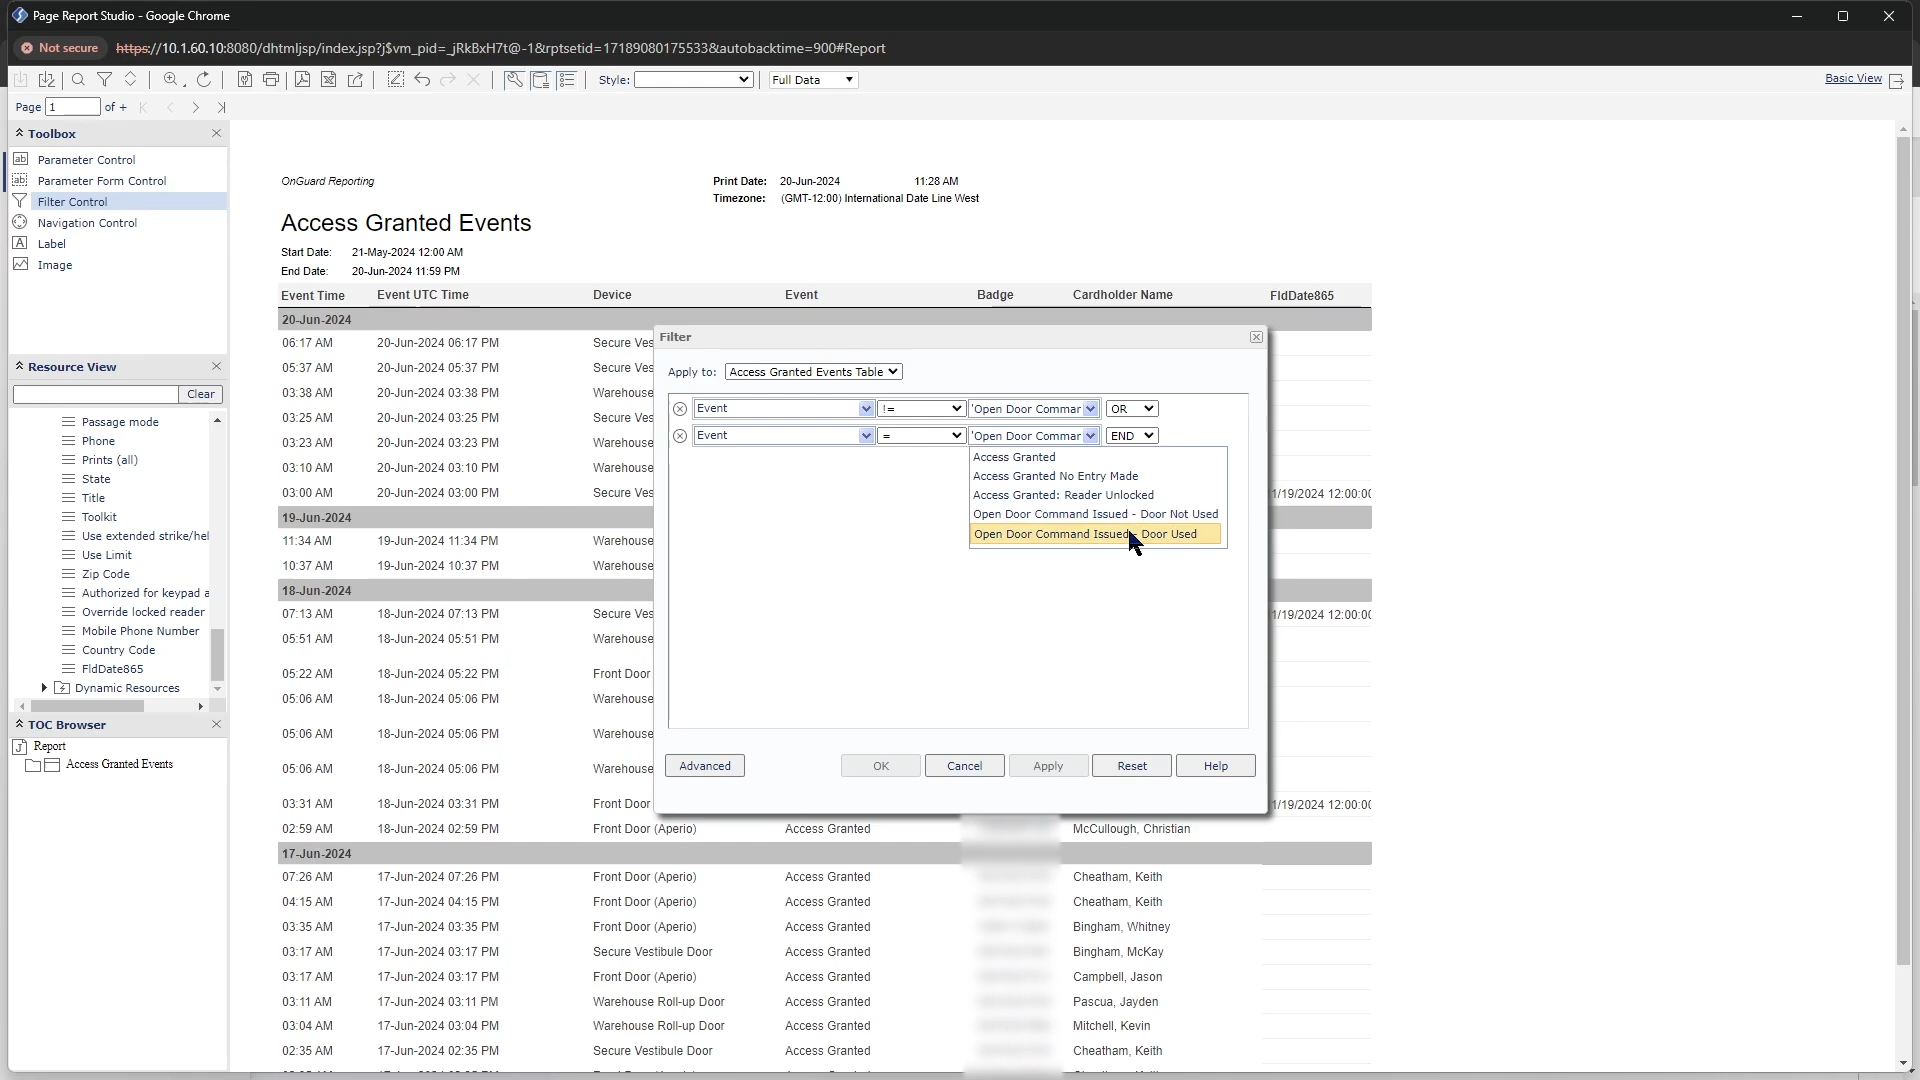 Page Report Studio - Google Chrome
Not secure https://10.1.60.10:8080/dhtmljsp/index.jsp?j$vm_pid=_jRkBxH7t@-1&rptsetid=17189080175533&autobacktime=900#Report
Style: Full Data Basic View
Page 1 of +
Toolbox
Parameter Control
Parameter Form Control
Filter Control
Navigation Control
Label
Image
Resource View
Clear
Passage mode
Phone
Prints (all)
State
Title
Toolkit
Use extended strike/hel
Use Limit
Zip Code
Authorized for keypad a
Override locked reader
Mobile Phone Number
Country Code
FldDate865
Dynamic Resources
TOC Browser
Report
Access Granted Events
OnGuard Reporting
Print Date: 20-Jun-2024 11:28 AM
Timezone: (GMT-12:00) International Date Line West
Access Granted Events
Start Date: 21-May-2024 12:00 AM
End Date: 20-Jun-2024 11:59 PM
Event Time Event UTC Time Device Event Badge Cardholder Name FldDate865
20-Jun-2024
06:17 AM 20-Jun-2024 06:17 PM Secure Ves
05:37 AM 20-Jun-2024 05:37 PM Secure Ves
03:38 AM 20-Jun-2024 03:38 PM Warehouse
03:25 AM 20-Jun-2024 03:25 PM Secure Ves
03:23 AM 20-Jun-2024 03:23 PM Warehouse
03:10 AM 20-Jun-2024 03:10 PM Warehouse
03:00 AM 20-Jun-2024 03:00 PM Secure Ves 1/19/2024 12:00:00
19-Jun-2024
11:34 AM 19-Jun-2024 11:34 PM Warehouse
10:37 AM 19-Jun-2024 10:37 PM Warehouse
18-Jun-2024
07:13 AM 18-Jun-2024 07:13 PM Secure Ves 1/19/2024 12:00:00
05:51 AM 18-Jun-2024 05:51 PM Warehouse
05:22 AM 18-Jun-2024 05:22 PM Front Door
05:06 AM 18-Jun-2024 05:06 PM Warehouse
05:06 AM 18-Jun-2024 05:06 PM Warehouse
05:06 AM 18-Jun-2024 05:06 PM Warehouse
03:31 AM 18-Jun-2024 03:31 PM Front Door 1/19/2024 12:00:00
02:59 AM 18-Jun-2024 02:59 PM Front Door (Aperio) Access Granted McCullough, Christian
17-Jun-2024
07:26 AM 17-Jun-2024 07:26 PM Front Door (Aperio) Access Granted Cheatham, Keith
04:15 AM 17-Jun-2024 04:15 PM Front Door (Aperio) Access Granted Cheatham, Keith
03:35 AM 17-Jun-2024 03:35 PM Front Door (Aperio) Access Granted Bingham, Whitney
03:17 AM 17-Jun-2024 03:17 PM Secure Vestibule Door Access Granted Bingham, McKay
03:17 AM 17-Jun-2024 03:17 PM Front Door (Aperio) Access Granted Campbell, Jason
03:11 AM 17-Jun-2024 03:11 PM Warehouse Roll-up Door Access Granted Pascua, Jayden
03:04 AM 17-Jun-2024 03:04 PM Warehouse Roll-up Door Access Granted Mitchell, Kevin
02:35 AM 17-Jun-2024 02:35 PM Secure Vestibule Door Access Granted Cheatham, Keith
Filter
Apply to: Access Granted Events Table
Event != 'Open Door Commar OR
Event = 'Open Door Commar END
Access Granted
Access Granted No Entry Made
Access Granted: Reader Unlocked
Open Door Command Issued - Door Not Used
Open Door Command Issued - Door Used
Advanced OK Cancel Apply Reset Help